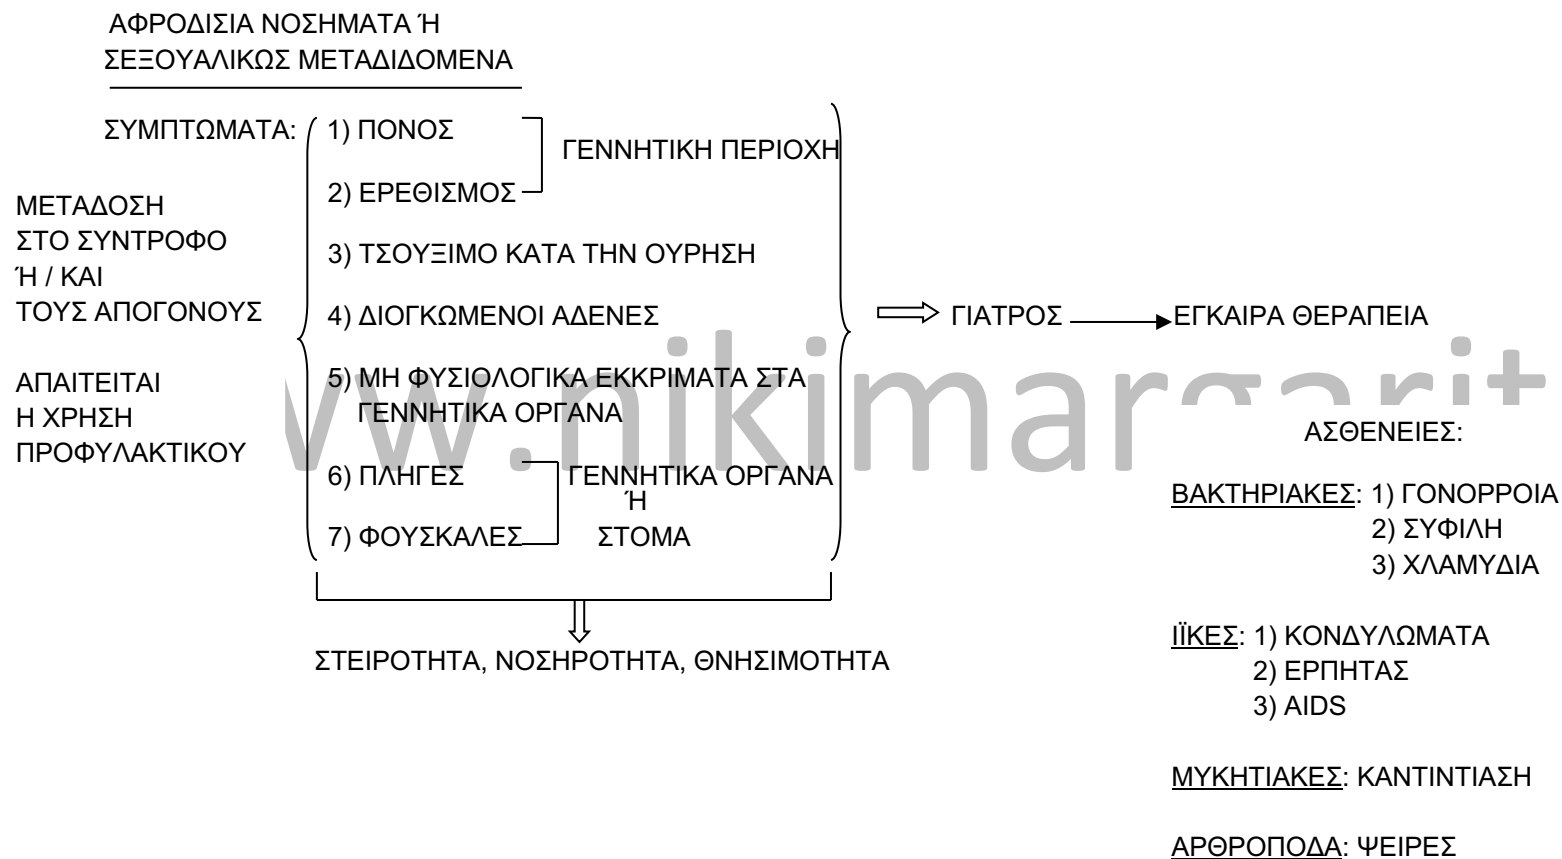 ΑΦΡΟΔΙΣΙΑ ΝΟΣΗΜΑΤΑ Ή
ΣΕΞΟΥΑΛΙΚΩΣ ΜΕΤΑΔΙΔΟΜΕΝΑ
ΣΥΜΠΤΩΜΑΤΑ:
1) ΠΟΝΟΣ
2) ΕΡΕΘΙΣΜΟΣ
ΓΕΝΝΗΤΙΚΗ ΠΕΡΙΟΧΗ
3) ΤΣΟΥΞΙΜΟ ΚΑΤΑ ΤΗΝ ΟΥΡΗΣΗ
4) ΔΙΟΓΚΩΜΕΝΟΙ ΑΔΕΝΕΣ
5) ΜΗ ΦΥΣΙΟΛΟΓΙΚΑ ΕΚΚΡΙΜΑΤΑ ΣΤΑ
ΓΕΝΝΗΤΙΚΑ ΟΡΓΑΝΑ
6) ΠΛΗΓΕΣ
7) ΦΟΥΣΚΑΛΕΣ
ΓΕΝΝΗΤΙΚΑ ΟΡΓΑΝΑ
Ή
ΣΤΟΜΑ
ΜΕΤΑΔΟΣΗ
ΣΤΟ ΣΥΝΤΡΟΦΟ
Ή / ΚΑΙ
ΤΟΥΣ ΑΠΟΓΟΝΟΥΣ
ΑΠΑΙΤΕΙΤΑΙ
Η ΧΡΗΣΗ
ΠΡΟΦΥΛΑΚΤΙΚΟΥ
ΓΙΑΤΡΟΣ
ΕΓΚΑΙΡΑ ΘΕΡΑΠΕΙΑ
ΣΤΕΙΡΟΤΗΤΑ, ΝΟΣΗΡΟΤΗΤΑ, ΘΝΗΣΙΜΟΤΗΤΑ
ΑΣΘΕΝΕΙΕΣ:
ΒΑΚΤΗΡΙΑΚΕΣ: 1) ΓΟΝΟΡΡΟΙΑ
2) ΣΥΦΙΛΗ
3) ΧΛΑΜΥΔΙΑ
ΙΪΚΕΣ: 1) ΚΟΝΔΥΛΩΜΑΤΑ
2) ΕΡΠΗΤΑΣ
3) AIDS
ΜΥΚΗΤΙΑΚΕΣ: ΚΑΝΤΙΝΤΙΑΣΗ
ΑΡΘΡΟΠΟΔΑ: ΨΕΙΡΕΣ
ww.nikimargarit